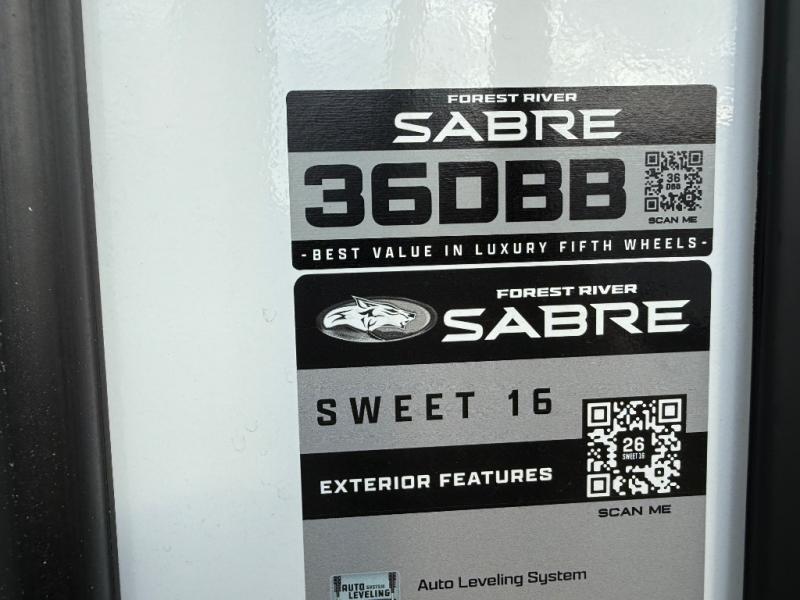 FOREST RIVER
SABRE
36DBB
36
DBB
SCAN ME
-BEST VALUE IN LUXURY FIFTH WHEELS-
FOREST RIVER
SABRE
SWEET 16
26
SWEET 16
EXTERIOR FEATURES
SCAN ME
AUTO SYSTEM
LEVELING
Auto Leveling System